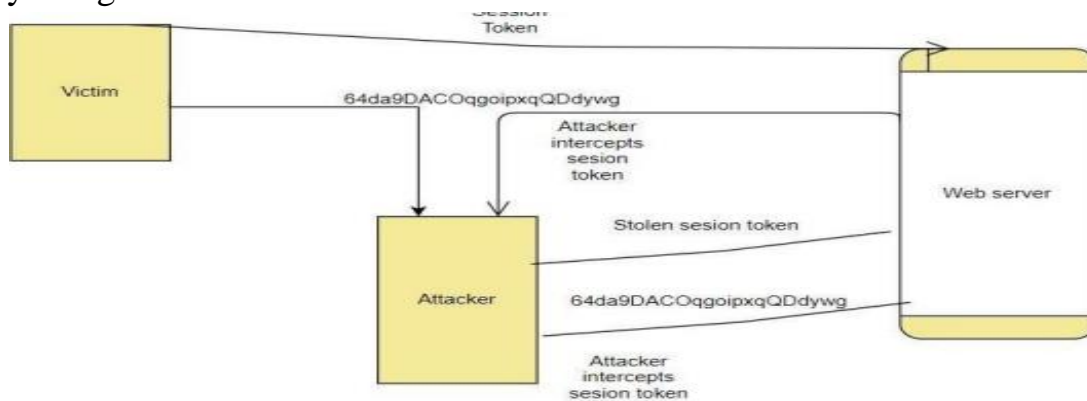 Session
Token
Victim
64da9DACOqgoipxqQDdywg
Attacker
intercepts
sesion
token
Web server
Stolen sesion token
Attacker
64da9DACOqgoipxqQDdywg
Attacker
intercepts
sesion token